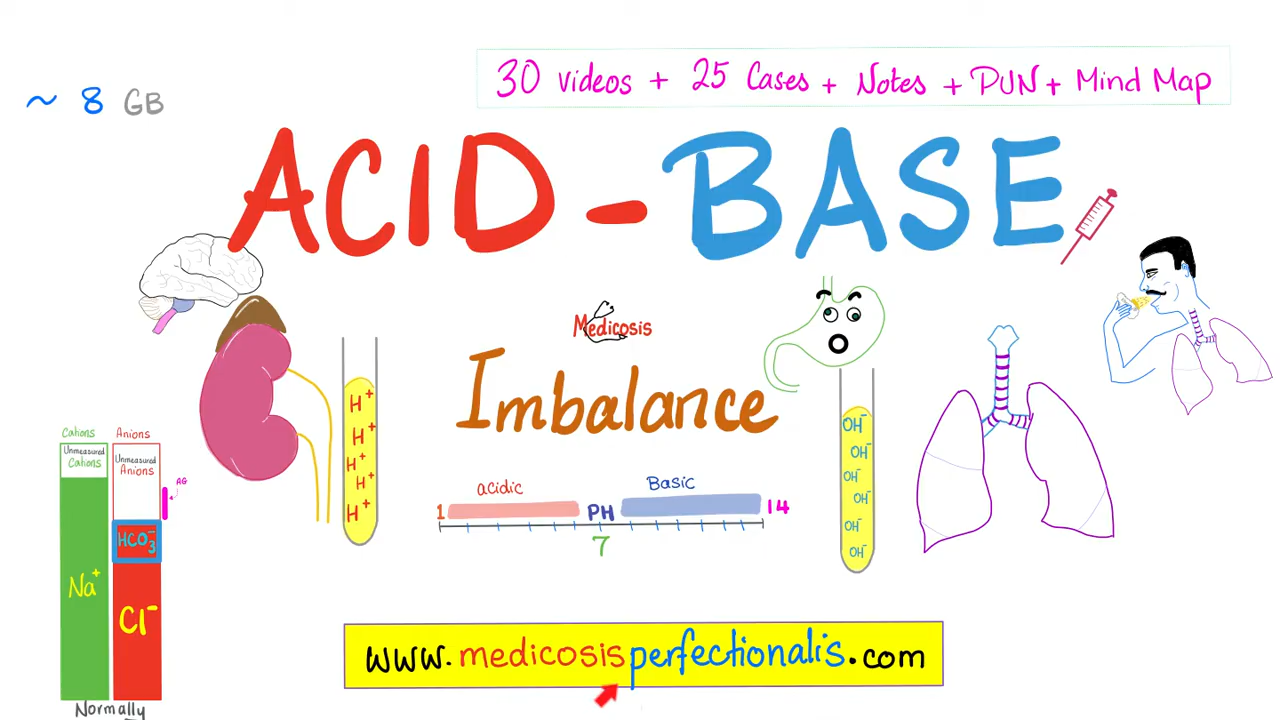 30 videos + 25 Cases + Notes + PUN + Mind Map
~ 8 GB
ACID - BASE
Medicosis
Imbalance
H+
H+
H+
H+
H+
OH-
OH-
OH-
OH-
OH-
OH-
Cations Anions
Unmeasured Cations
Unmeasured Anions
AG
HCO3-
Na+
Cl-
Normally
acidic Basic
1 PH 14
7
www.medicosisperfectionalis.com